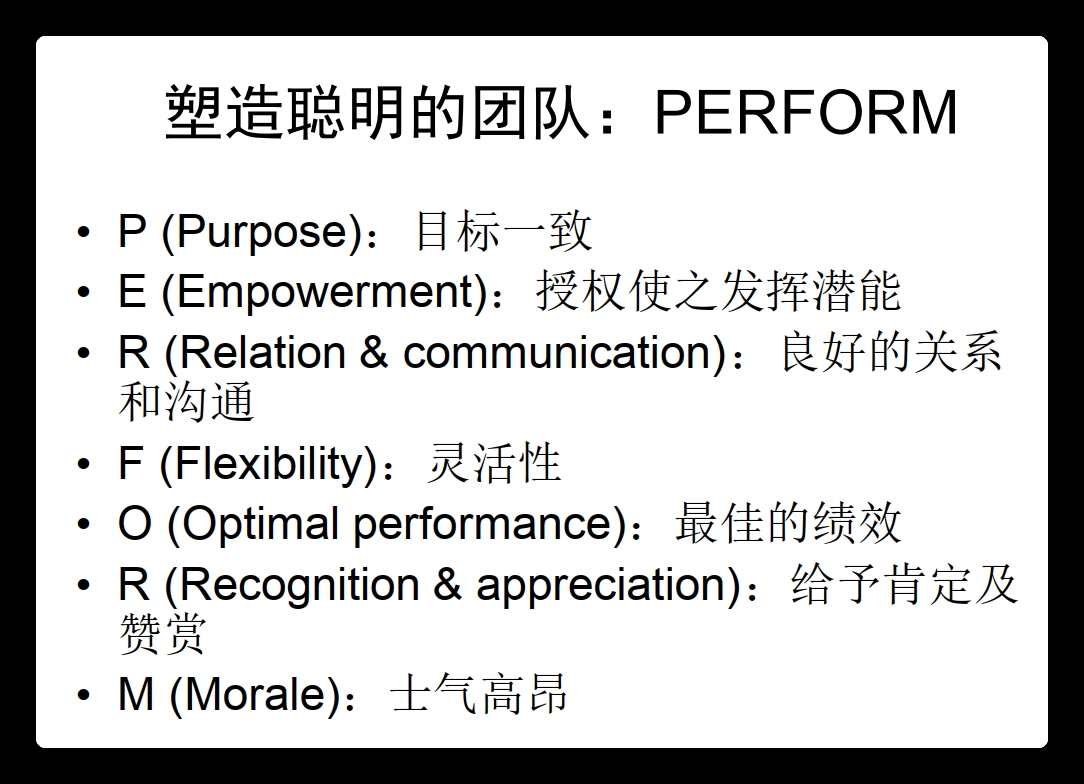 塑造聪明的团队：PERFORM
• P (Purpose)：目标一致
• E (Empowerment)：授权使之发挥潜能
• R (Relation & communication)：良好的关系
和沟通
• F (Flexibility)：灵活性
• O (Optimal performance)：最佳的绩效
• R (Recognition & appreciation)：给予肯定及
赞赏
• M (Morale)：士气高昂